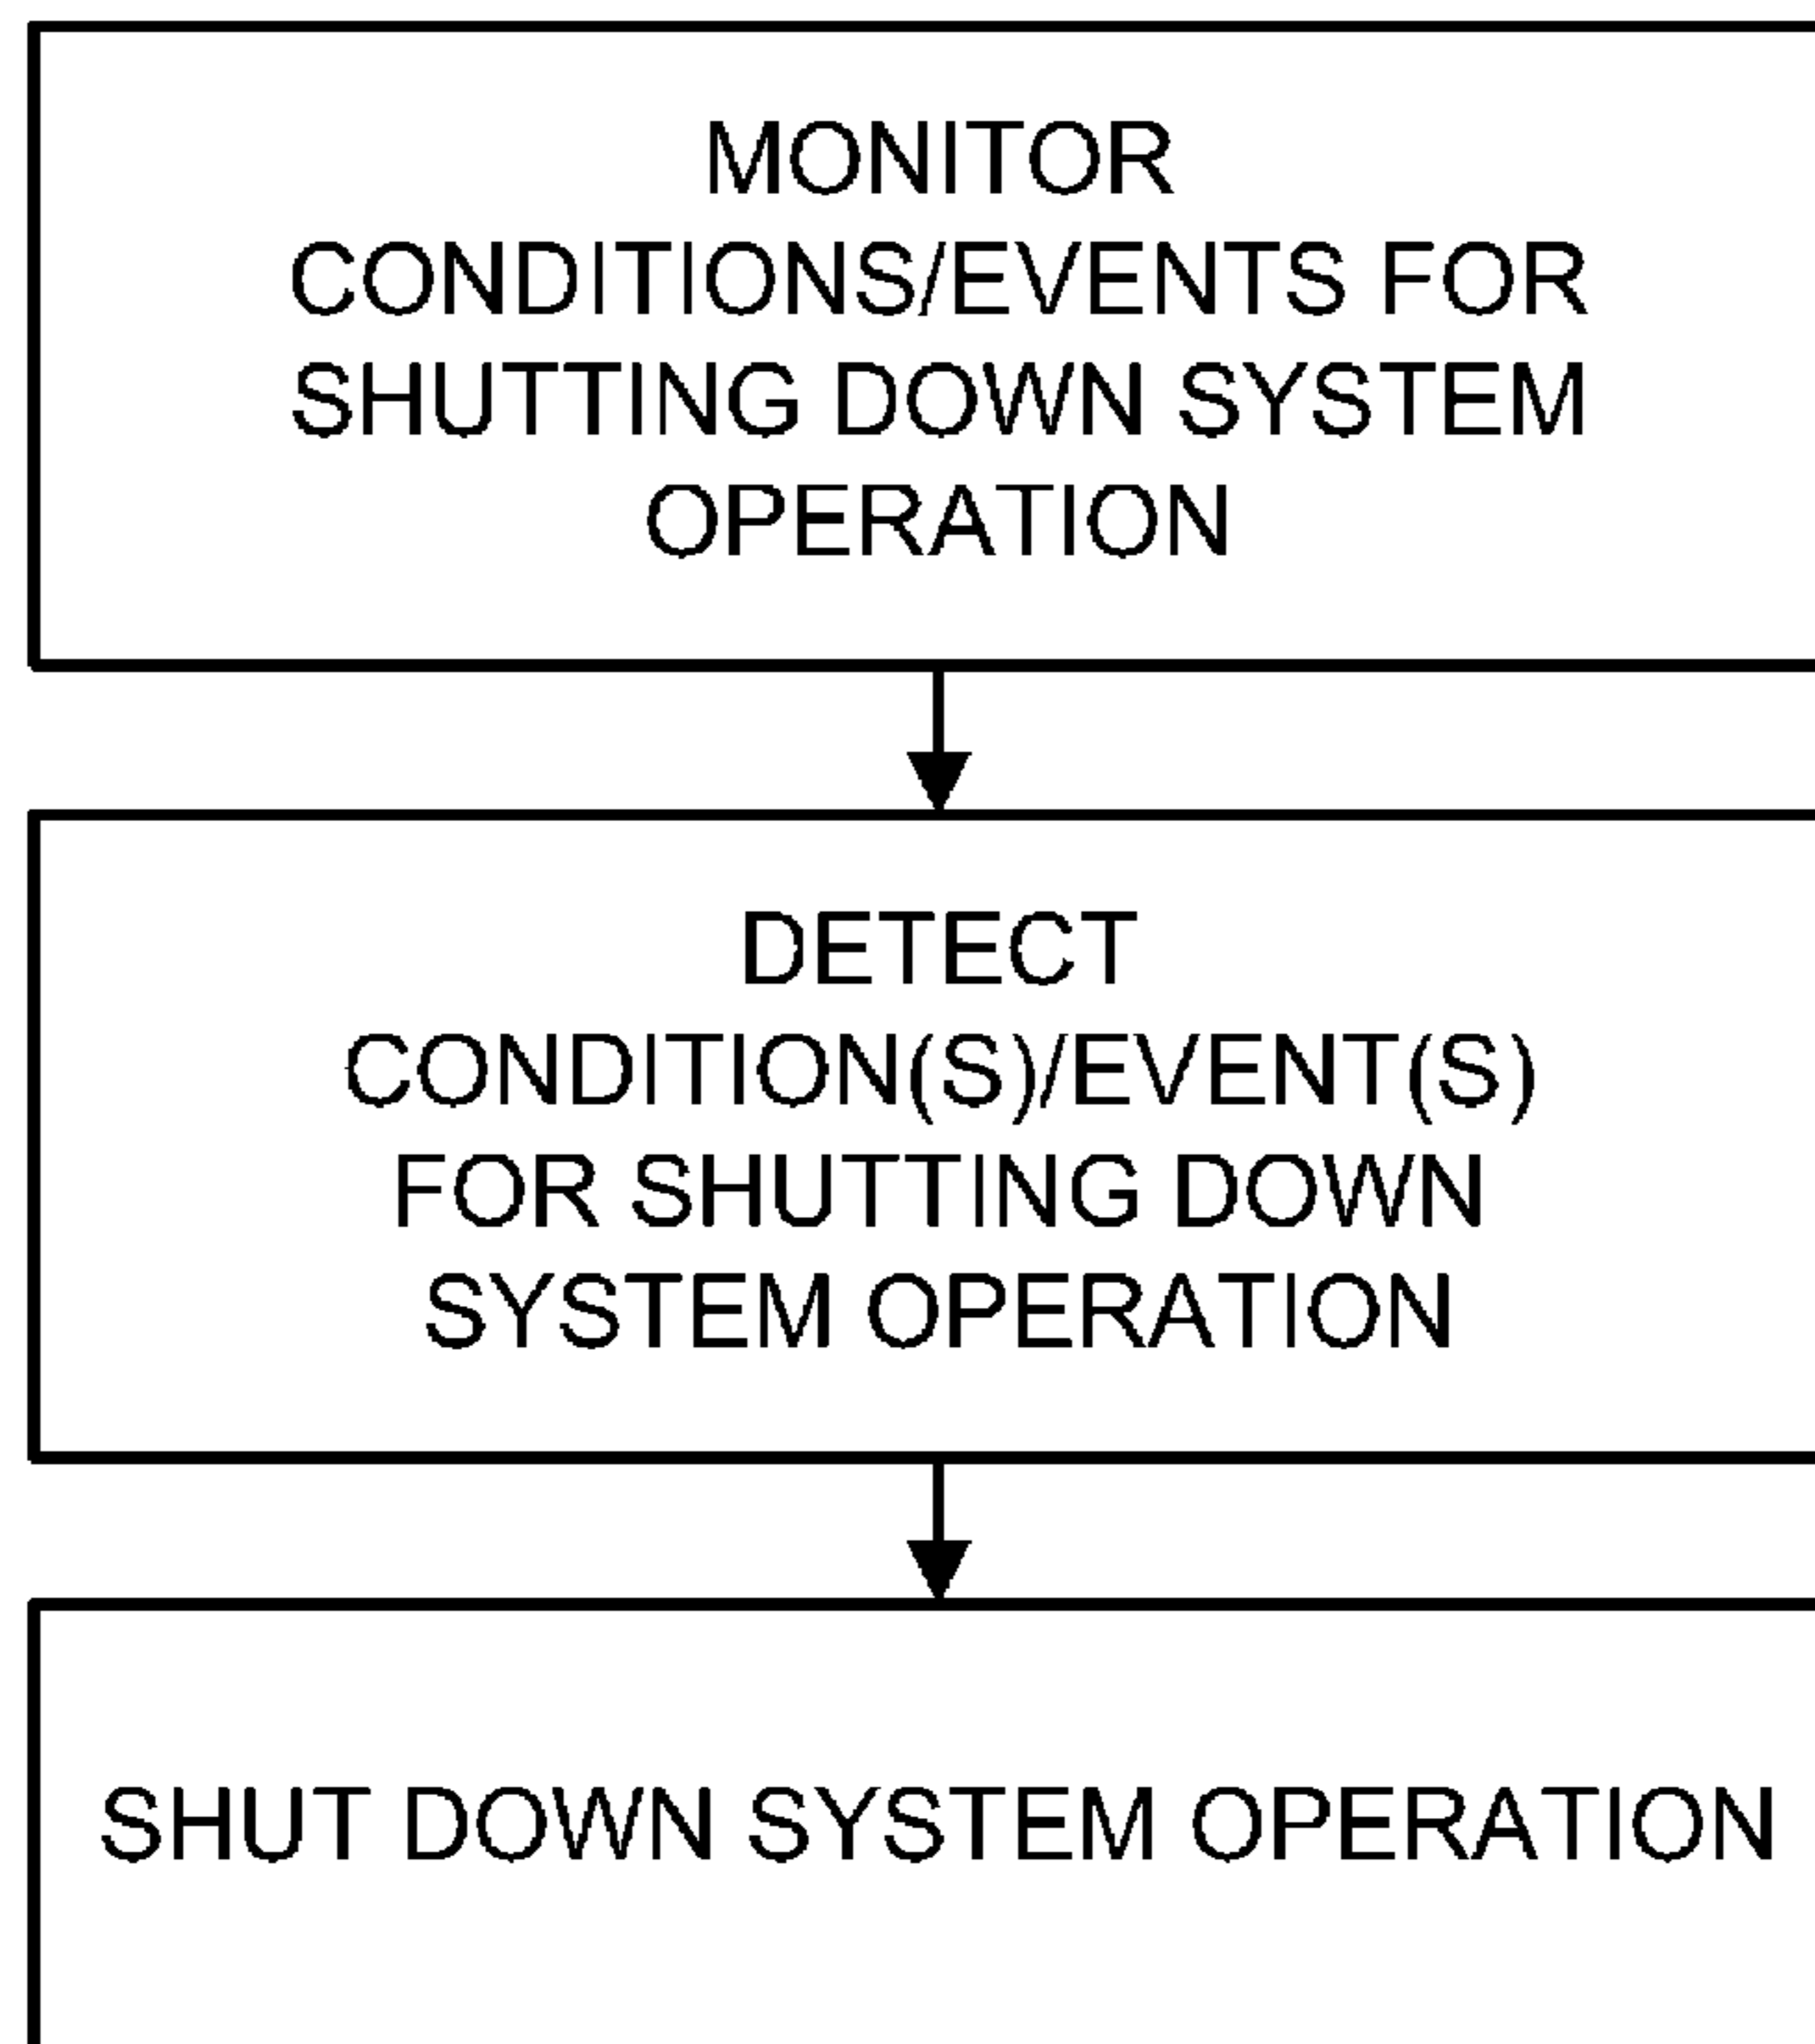 MONITOR
CONDITIONS/EVENTS FOR
SHUTTING DOWN SYSTEM
OPERATION
DETECT
CONDITION(S)/EVENT(S)
FOR SHUTTING DOWN
SYSTEM OPERATION
SHUT DOWN SYSTEM OPERATION